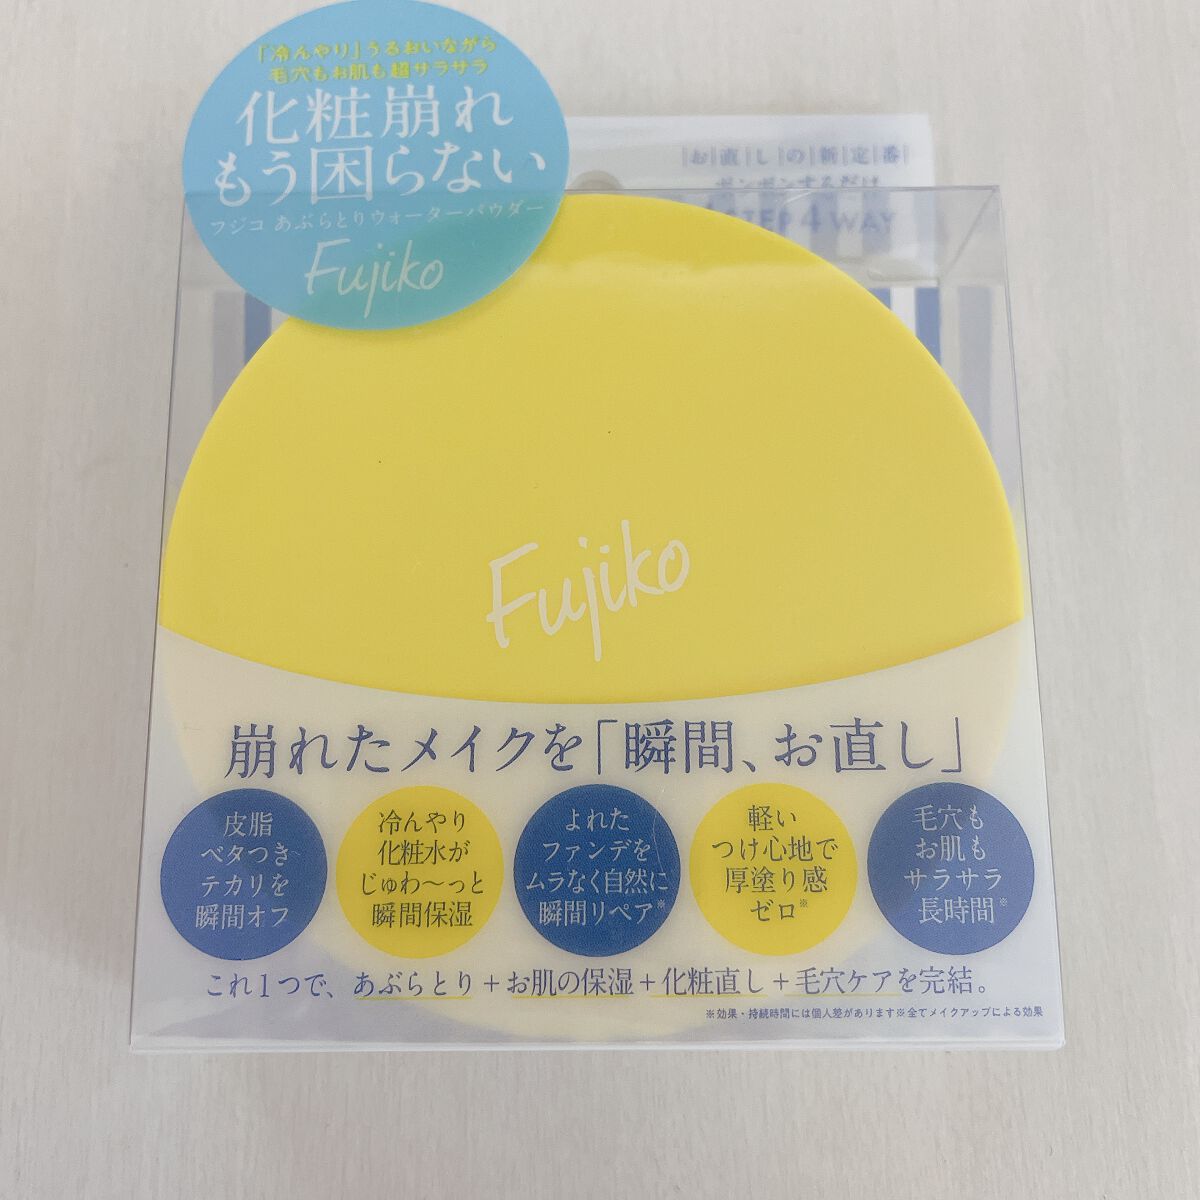 「冷んやり」うるおいながら
毛穴もお肌も超サラサラ
化粧崩れ
もう困らない
フジコ あぶらとりウォーターパウダー
Fujiko
お直しの新定番
ポンポンするだけ
STEP 4 WAY
Fujiko
崩れたメイクを「瞬間、お直し」
皮脂
ベタつき
テカリを
瞬間オフ
冷んやり
化粧水が
じゅわ〜っと
瞬間保湿
よれた
ファンデを
ムラなく自然に
瞬間リペア※
軽い
つけ心地で
厚塗り感
ゼロ※
毛穴も
お肌も
サラサラ
長時間※
これ1つで、あぶらとり+お肌の保湿+化粧直し+毛穴ケアを完結。
※効果・持続時間には個人差があります※全てメイクアップによる効果